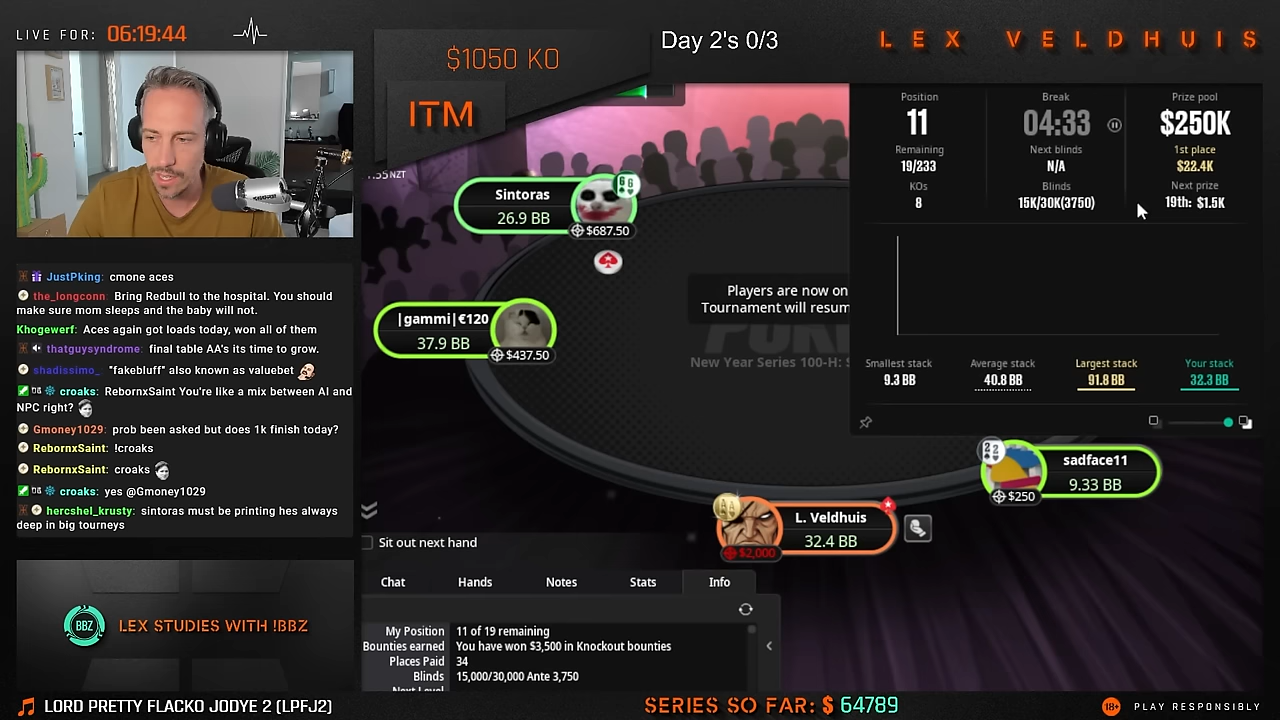 LIVE FOR: 06:19:44
$1050 KO
ITM
Day 2's 0/3
LEX VELDHUIS
Position
11
Remaining
19/233
KOs
8
Break
04:33
Next blinds
N/A
Blinds
15K/30K(3750)
Prize pool
$250K
1st place
$22.4K
Next prize
19th: $1.5K
NZT
Sintoras
26.9 BB
$687.50
66
|gammi|€120
37.9 BB
$437.50
Players are now on
Tournament will resum
New Year Series 100-H: S
Smallest stack
9.3 BB
Average stack
40.8 BB
Largest stack
91.8 BB
Your stack
32.3 BB
22
sadface11
9.33 BB
$250
L. Veldhuis
32.4 BB
$2,000
Sit out next hand
Chat Hands Notes Stats Info
My Position 11 of 19 remaining
Bounties earned You have won $3,500 in Knockout bounties
Places Paid 34
Blinds 15,000/30,000 Ante 3,750
JustPking: cmone aces
the_longconn: Bring Redbull to the hospital. You should
make sure mom sleeps and the baby will not.
Khogewerf: Aces again got loads today, won all of them
thatguysyndrome: final table AA's its time to grow.
shadissimo_ "fakebluff" also known as valuebet
croaks: RebornxSaint You're like a mix between AI and
NPC right?
Gmoney1029: prob been asked but does 1k finish today?
RebornxSaint: !croaks
RebornxSaint: croaks
croaks: yes @Gmoney1029
hercshel_krusty: sintoras must be printing hes always
deep in big tourneys
BBZ
LEX STUDIES WITH !BBZ
LORD PRETTY FLACKO JODYE 2 (LPFJ2)
SERIES SO FAR: $ 64789
18+ PLAY RESPONSIBLY